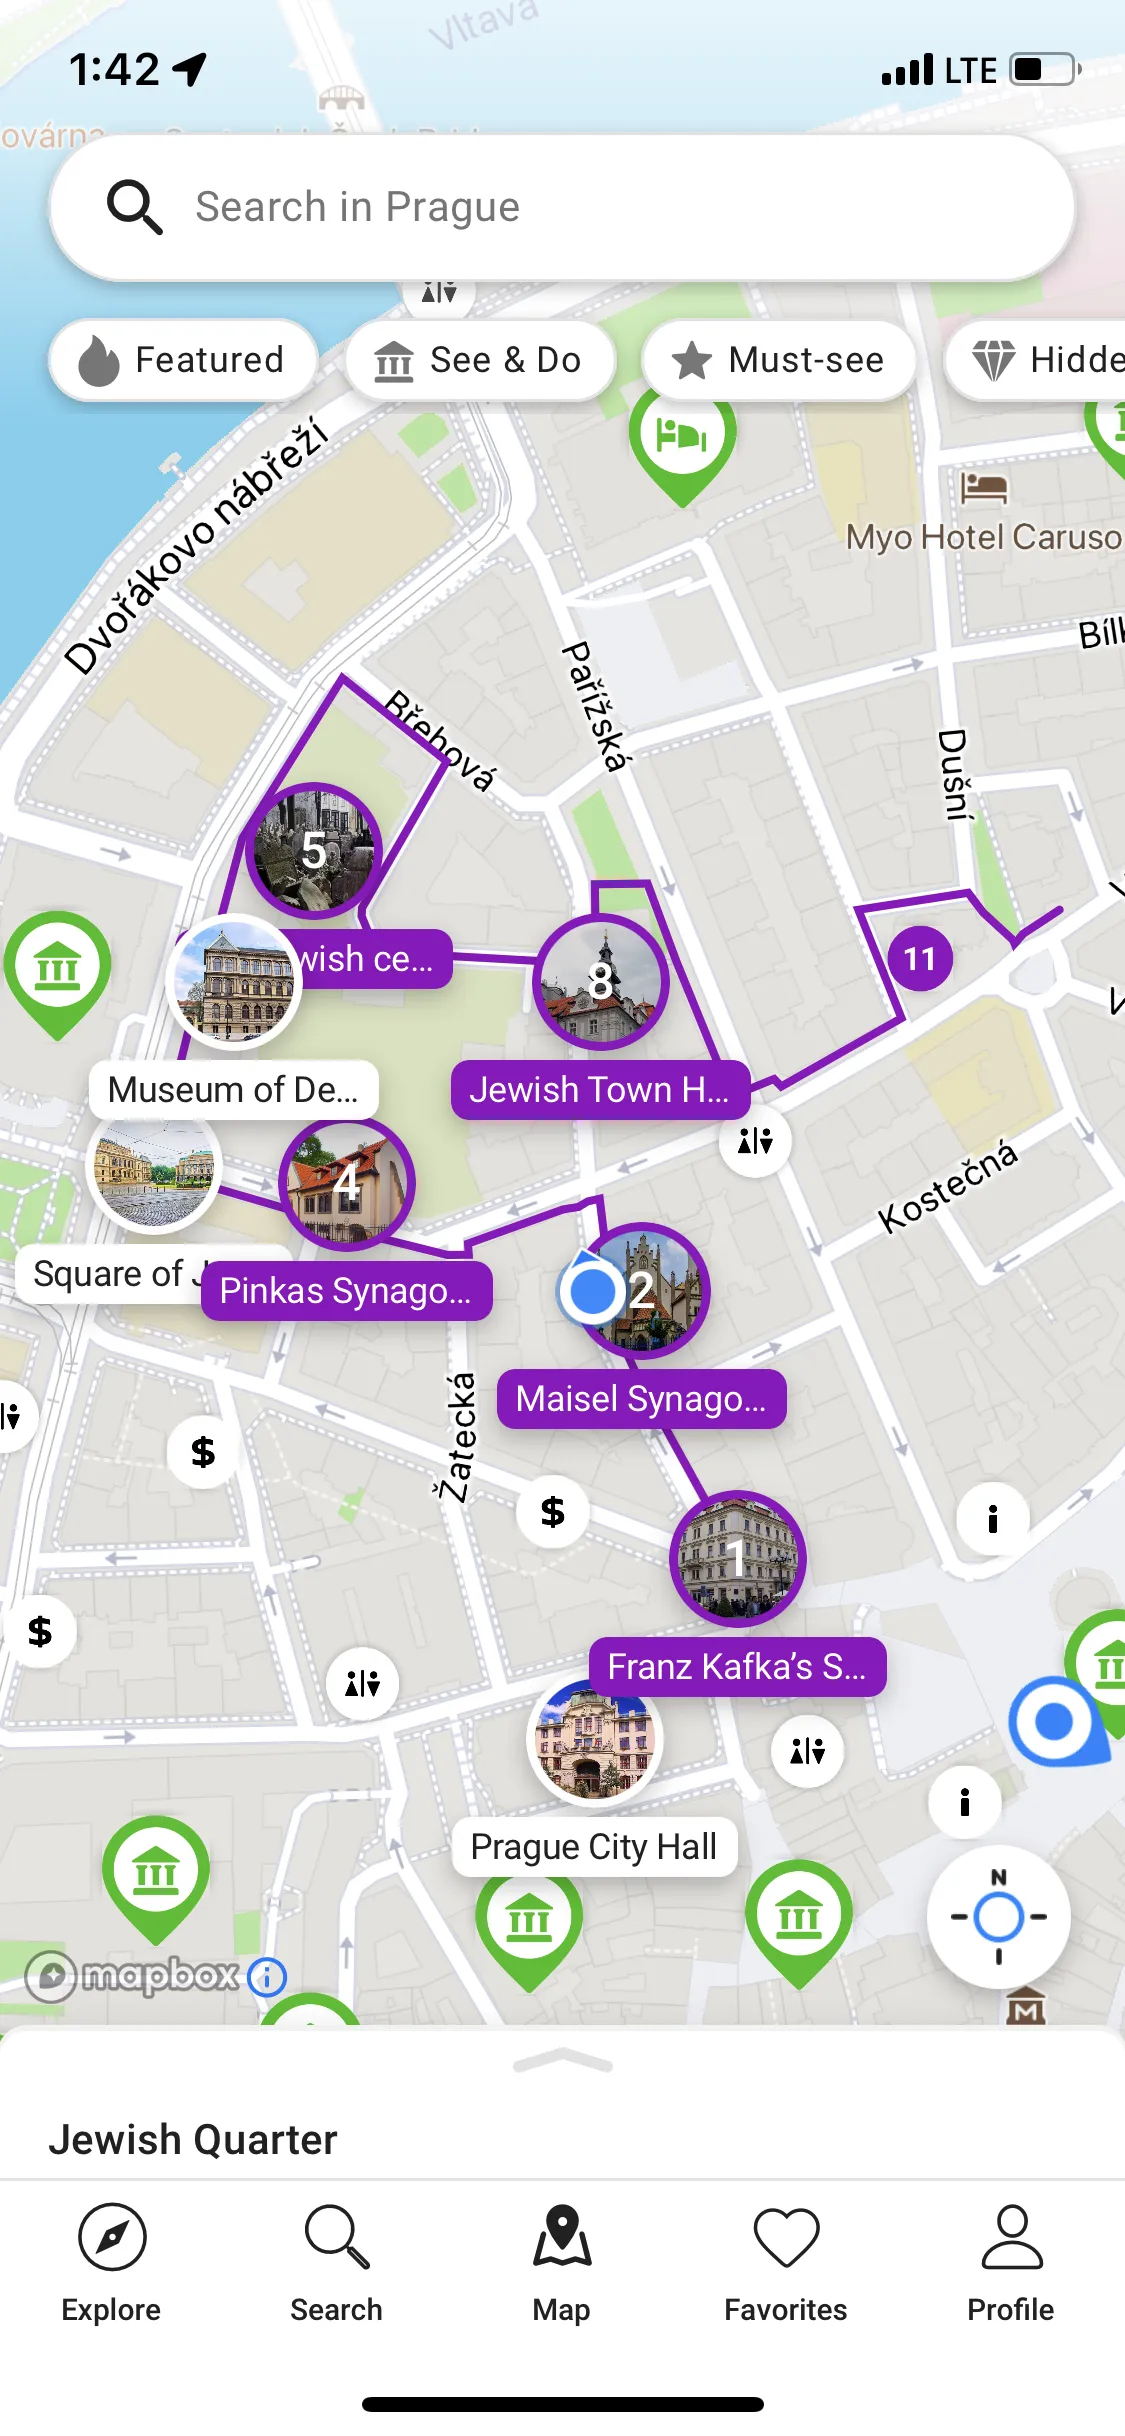 Vltava
1:42
LTE
Search in Prague
Featured
See & Do
Must-see
Hidde
Myo Hotel Caruso
Dvořákovo nábřeží
Bílk
Pařížská
Břehová
Dušní
5
wish ce...
8
11
Museum of De...
Jewish Town H...
4
Kostečná
Square of J
Pinkas Synago...
2
Maisel Synago...
Žatecká
$
$
i
1
$
Franz Kafka's S...
i
Prague City Hall
N
mapbox
i
M
Jewish Quarter
Explore
Search
Map
Favorites
Profile